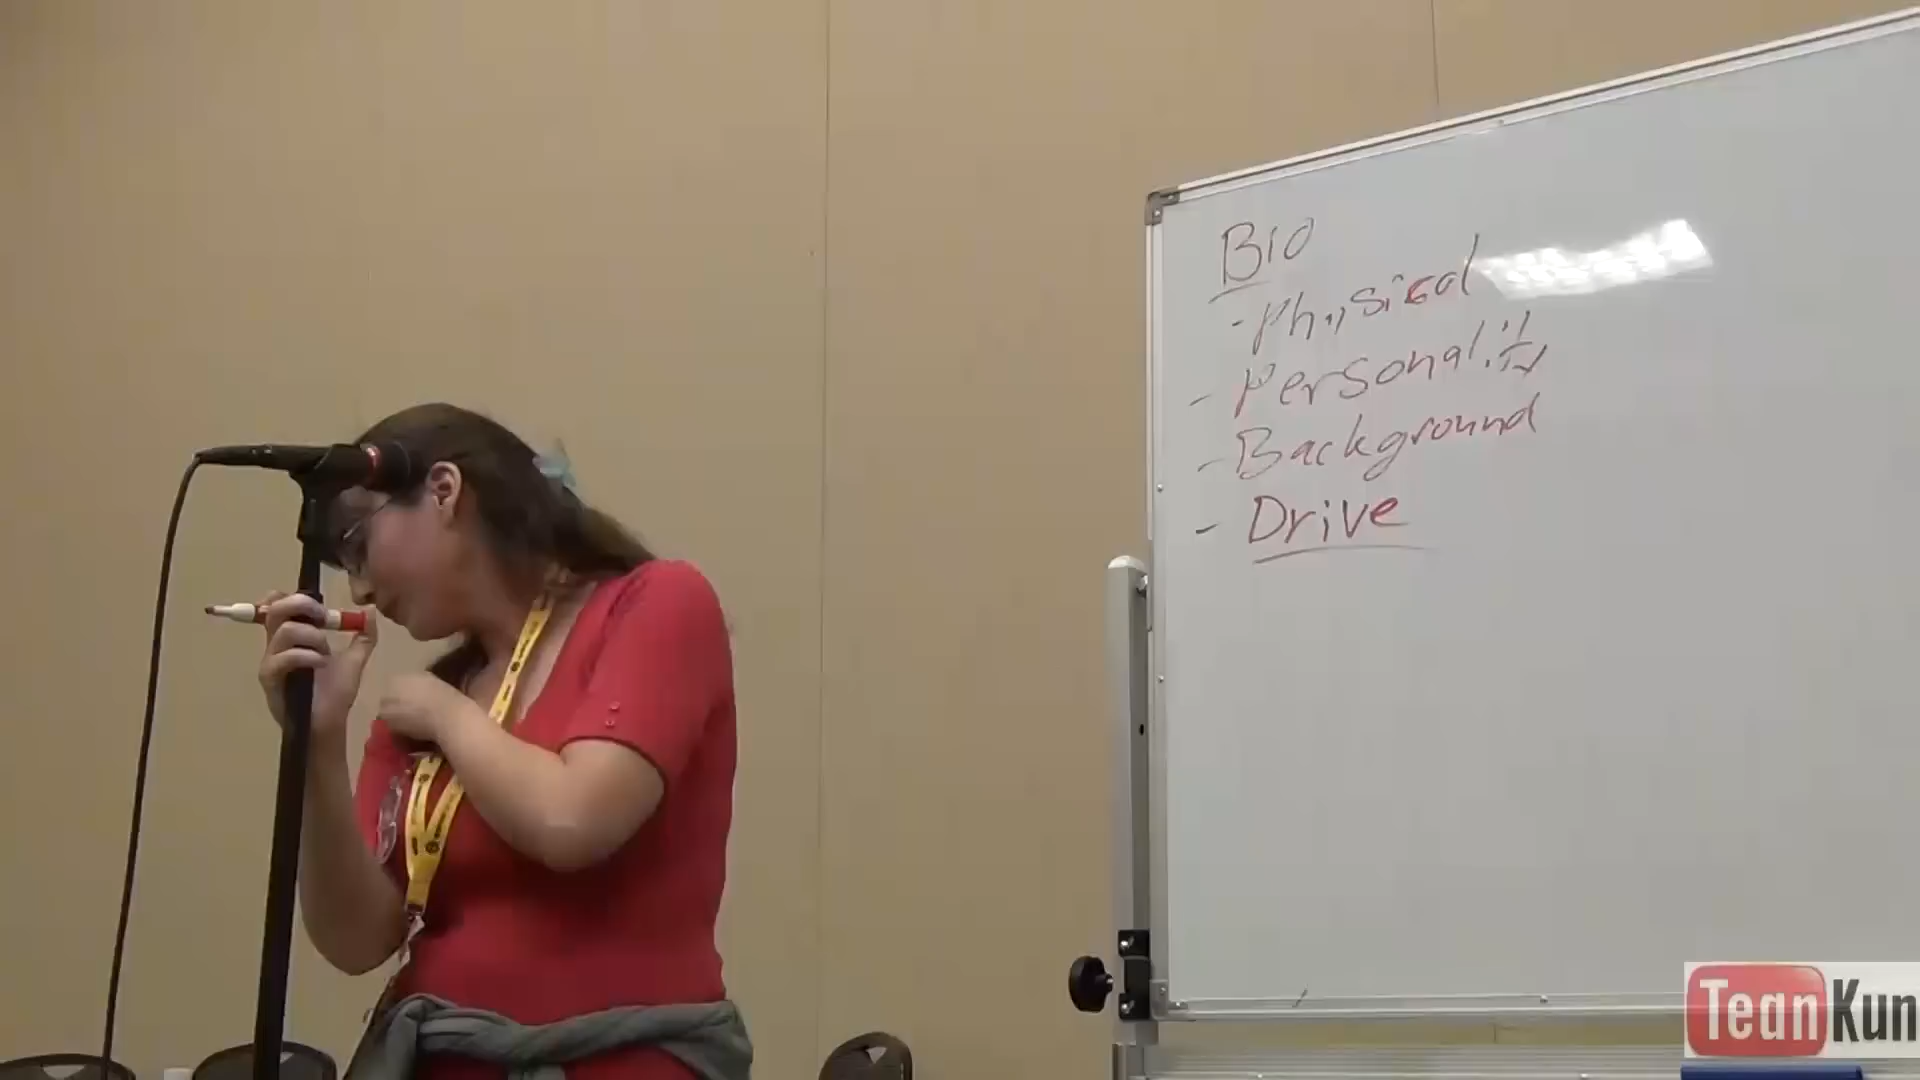 Bio
- Physical
- Personality
- Background
- Drive
TeanKun